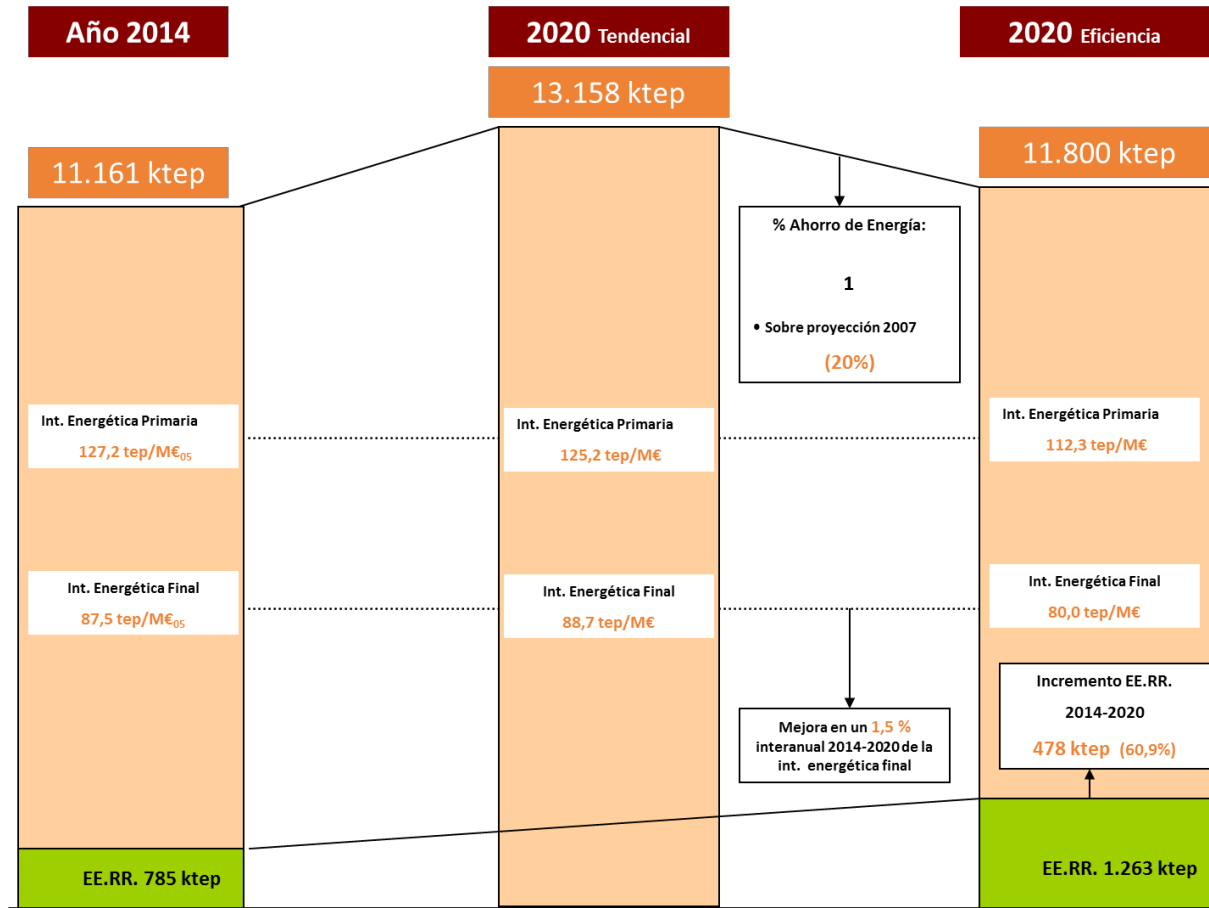 Año 2014
2020 Tendencial
2020 Eficiencia
13.158 ktep
11.161 ktep
11.800 ktep
% Ahorro de Energía:
1
• Sobre proyección 2007
(20%)
Int. Energética Primaria
127,2 tep/M€05
Int. Energética Primaria
125,2 tep/M€
Int. Energética Primaria
112,3 tep/M€
Int. Energética Final
87,5 tep/M€05
Int. Energética Final
88,7 tep/M€
Int. Energética Final
80,0 tep/M€
Mejora en un 1,5 %
interanual 2014-2020 de la
int. energética final
Incremento EE.RR.
2014-2020
478 ktep (60,9%)
EE.RR. 785 ktep
EE.RR. 1.263 ktep